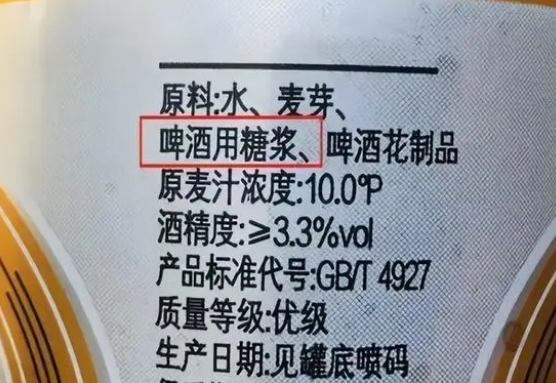 原料:水、麦芽、
啤酒用糖浆、啤酒花制品
原麦汁浓度:10.0°P
酒精度:≥3.3%vol
产品标准代号:GB/T 4927
质量等级:优级
生产日期:见罐底喷码